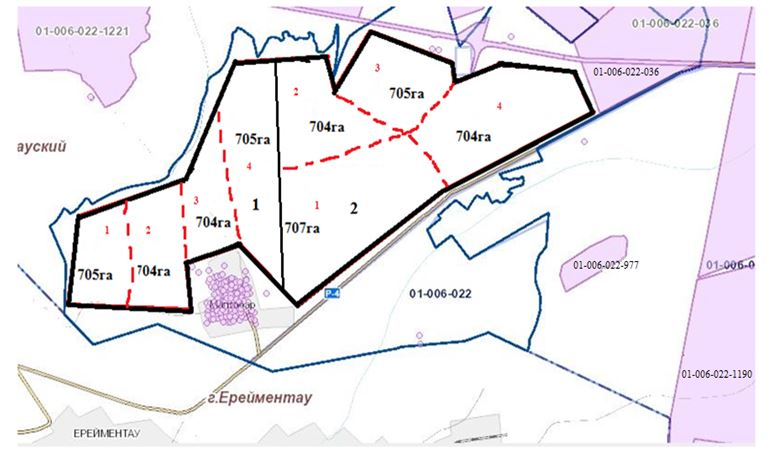 01-006-022-1221
01-006-022-036
01-006-022-036
ауский
3
705га
2
704га
4
704га
705га
4
1
3
704га
1
707га
2
1
705га
2
704га
P-4
01-006-022
01-006-022-977
01-006-0
01-006-022-1190
г.Ерейментау
ЕРЕЙМЕНТАУ